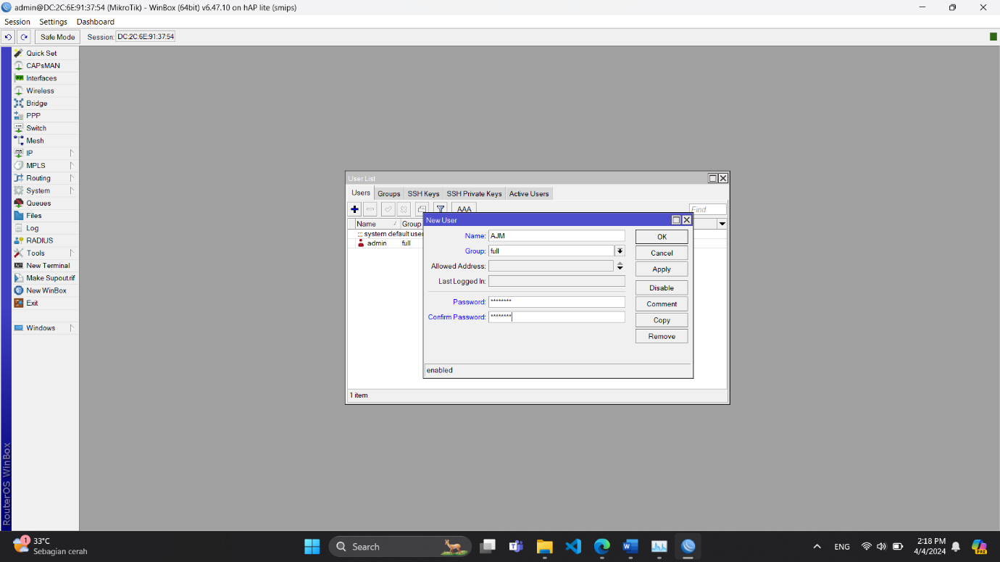 admin@DC:2C:6E:91:37:54 (MikroTik) - WinBox (64bit) v6.47.10 on hAP lite (smips)
Session Settings Dashboard
Safe Mode Session: DC:2C:6E:91:37:54
Quick Set
CAPsMAN
Interfaces
Wireless
Bridge
PPP
Switch
Mesh
IP
MPLS
Routing
System
Queues
Files
Log
RADIUS
Tools
New Terminal
Make Supout.rif
New WinBox
Exit
Windows
RouterOS WinBox
User List
Users Groups SSH Keys SSH Private Keys Active Users
AAA Find
Name Group
;;; system default user
admin full
1 item
New User
Name: AJM
Group: full
Allowed Address:
Last Logged In:
Password: ********
Confirm Password: ********
OK
Cancel
Apply
Disable
Comment
Copy
Remove
enabled
1
33°C
Sebagian cerah
Search
ENG
2:18 PM
4/4/2024
PRE